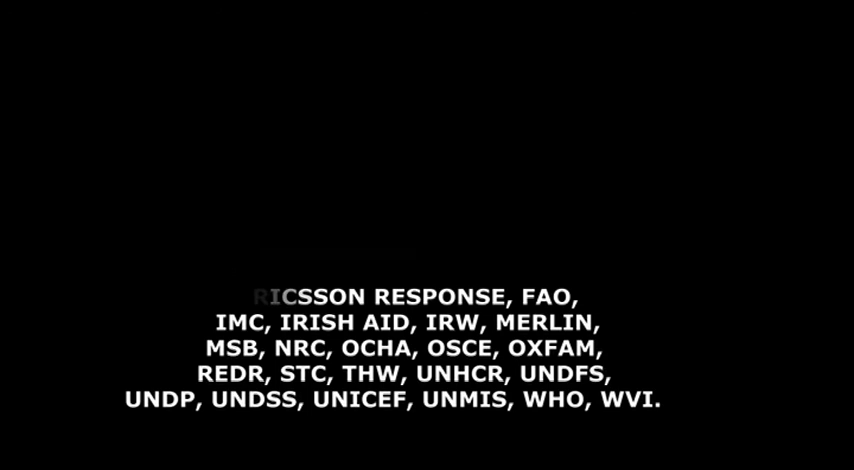 RICSSON RESPONSE, FAO,
IMC, IRISH AID, IRW, MERLIN,
MSB, NRC, OCHA, OSCE, OXFAM,
REDR, STC, THW, UNHCR, UNDFS,
UNDP, UNDSS, UNICEF, UNMIS, WHO, WVI.